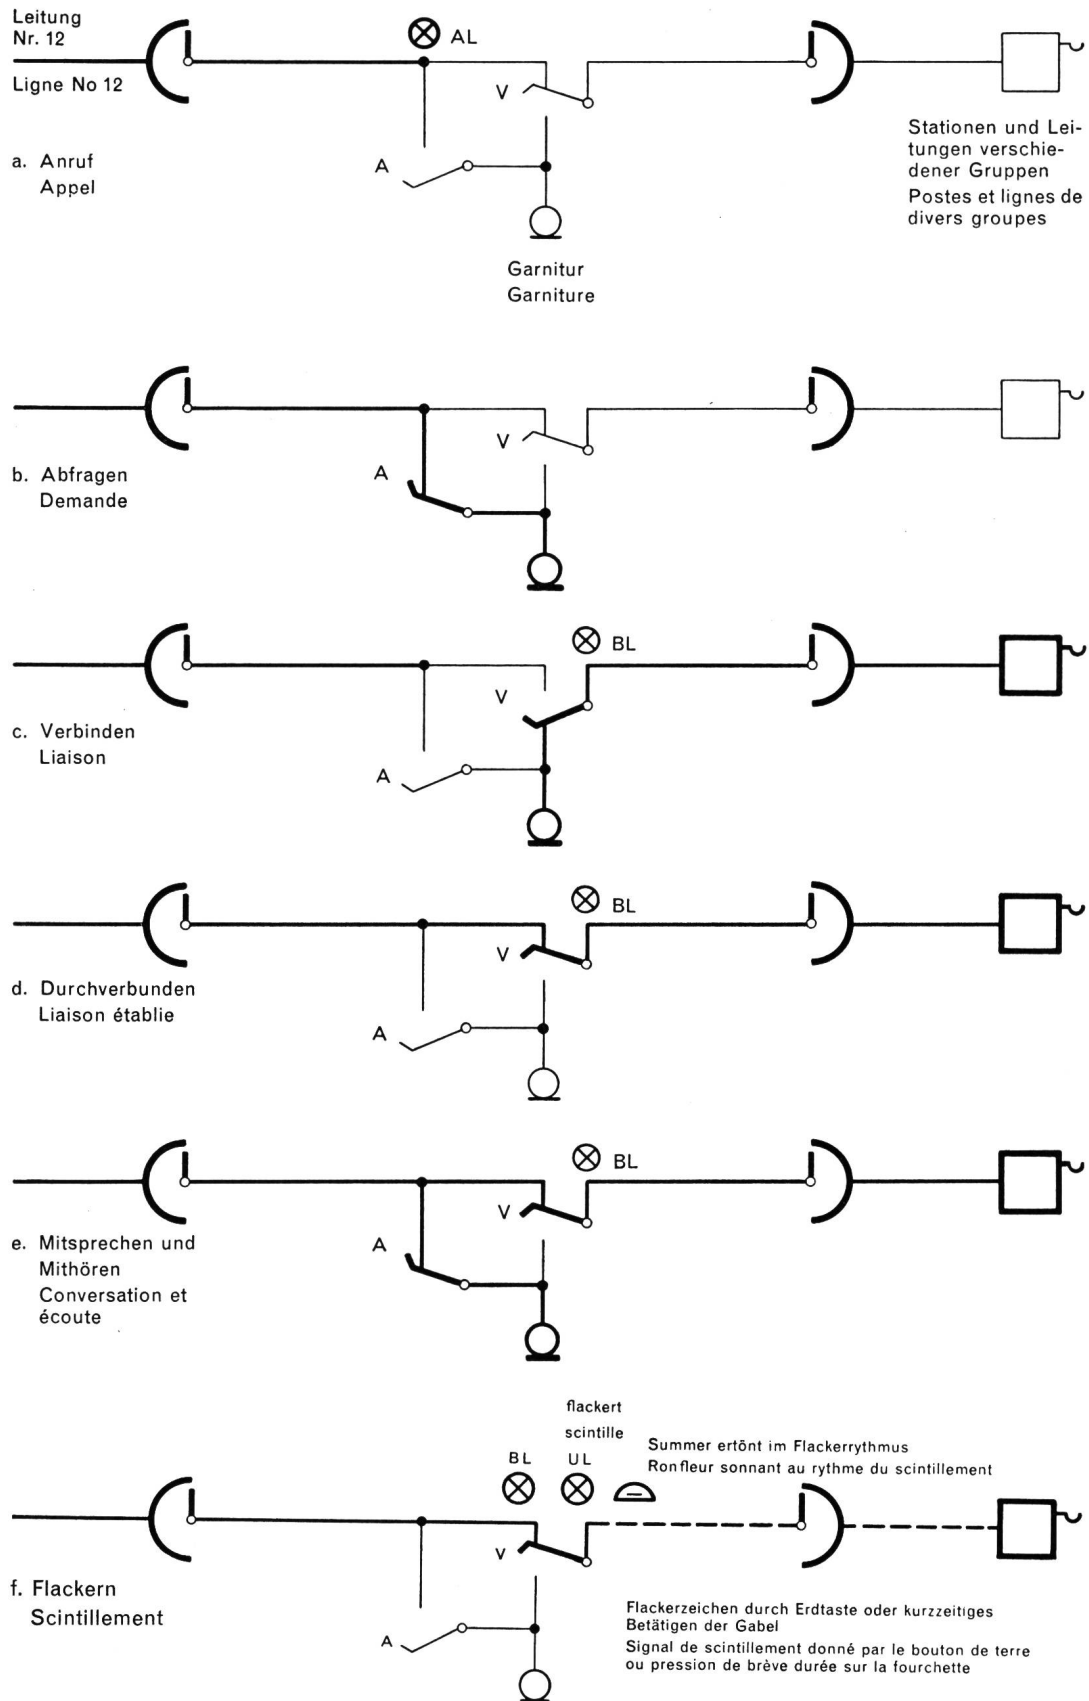 Leitung
Nr. 12
Ligne No 12
AL
V
A
a. Anruf
Appel
Stationen und Lei-
tungen verschie-
dener Gruppen
Postes et lignes de
divers groupes
Garnitur
Garniture
V
A
b. Abfragen
Demande
BL
V
c. Verbinden
Liaison
A
BL
V
d. Durchverbunden
Liaison établie
A
BL
V
A
e. Mitsprechen und
Mithören
Conversation et
écoute
flackert
scintille
Summer ertönt im Flackerrythmus
BL UL
Ronfleur sonnant au rythme du scintillement
V
f. Flackern
Scintillement
A
Flackerzeichen durch Erdtaste oder kurzzeitiges
Betätigen der Gabel
Signal de scintillement donné par le bouton de terre
ou pression de brève durée sur la fourchette